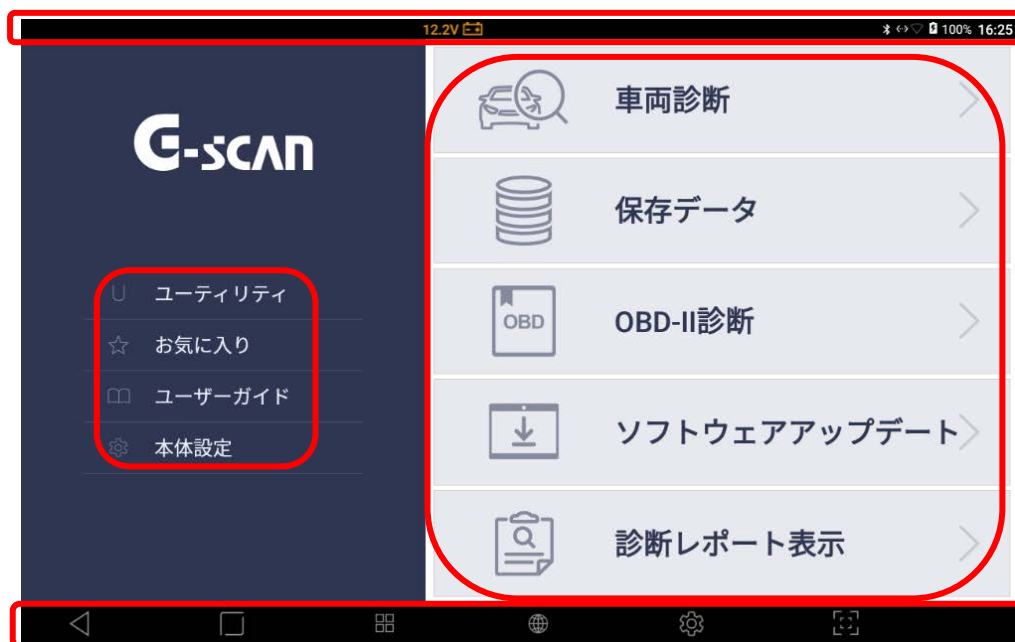 12.2V
100% 16:25
G-scan
U ユーティリティ
お気に入り
ユーザーガイド
本体設定
車両診断
保存データ
OBD
OBD-II診断
ソフトウェアアップデート
診断レポート表示